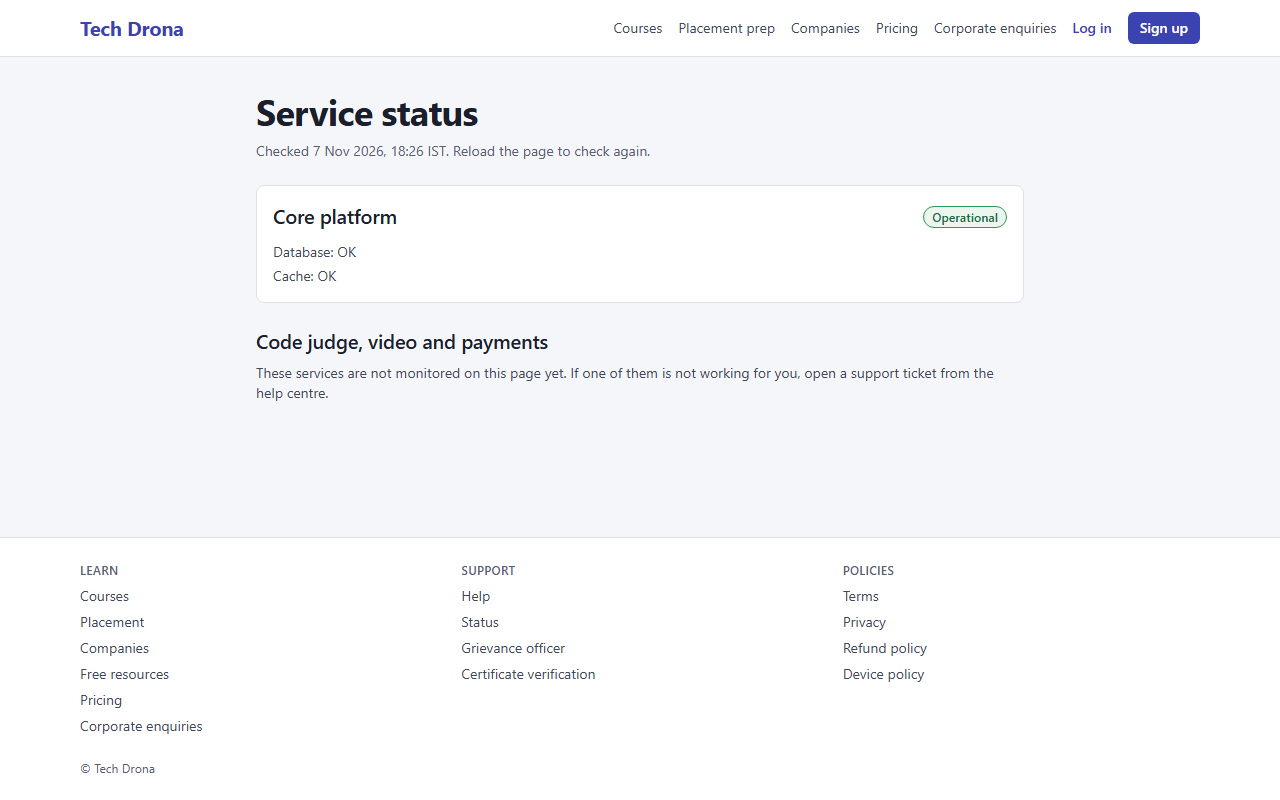 Tech Drona
Courses
Placement prep
Companies
Pricing
Corporate enquiries
Log in
Sign up
Service status
Checked 7 Nov 2026, 18:26 IST. Reload the page to check again.
Core platform
Operational
Database: OK
Cache: OK
Code judge, video and payments
These services are not monitored on this page yet. If one of them is not working for you, open a support ticket from the
help centre.
LEARN
Courses
Placement
Companies
Free resources
Pricing
Corporate enquiries
SUPPORT
Help
Status
Grievance officer
Certificate verification
POLICIES
Terms
Privacy
Refund policy
Device policy
© Tech Drona